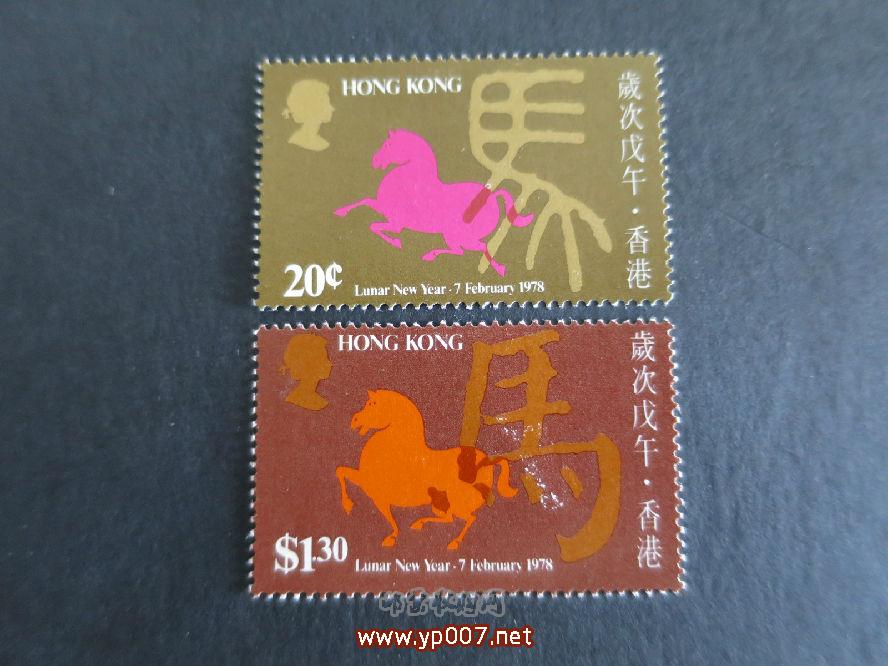 HONG KONG
馬
歲次戊午·香港
20¢
Lunar New Year - 7 February 1978
HONG KONG
馬
歲次戊午·香港
$1.30
Lunar New Year - 7 February 1978
www.yp007.net